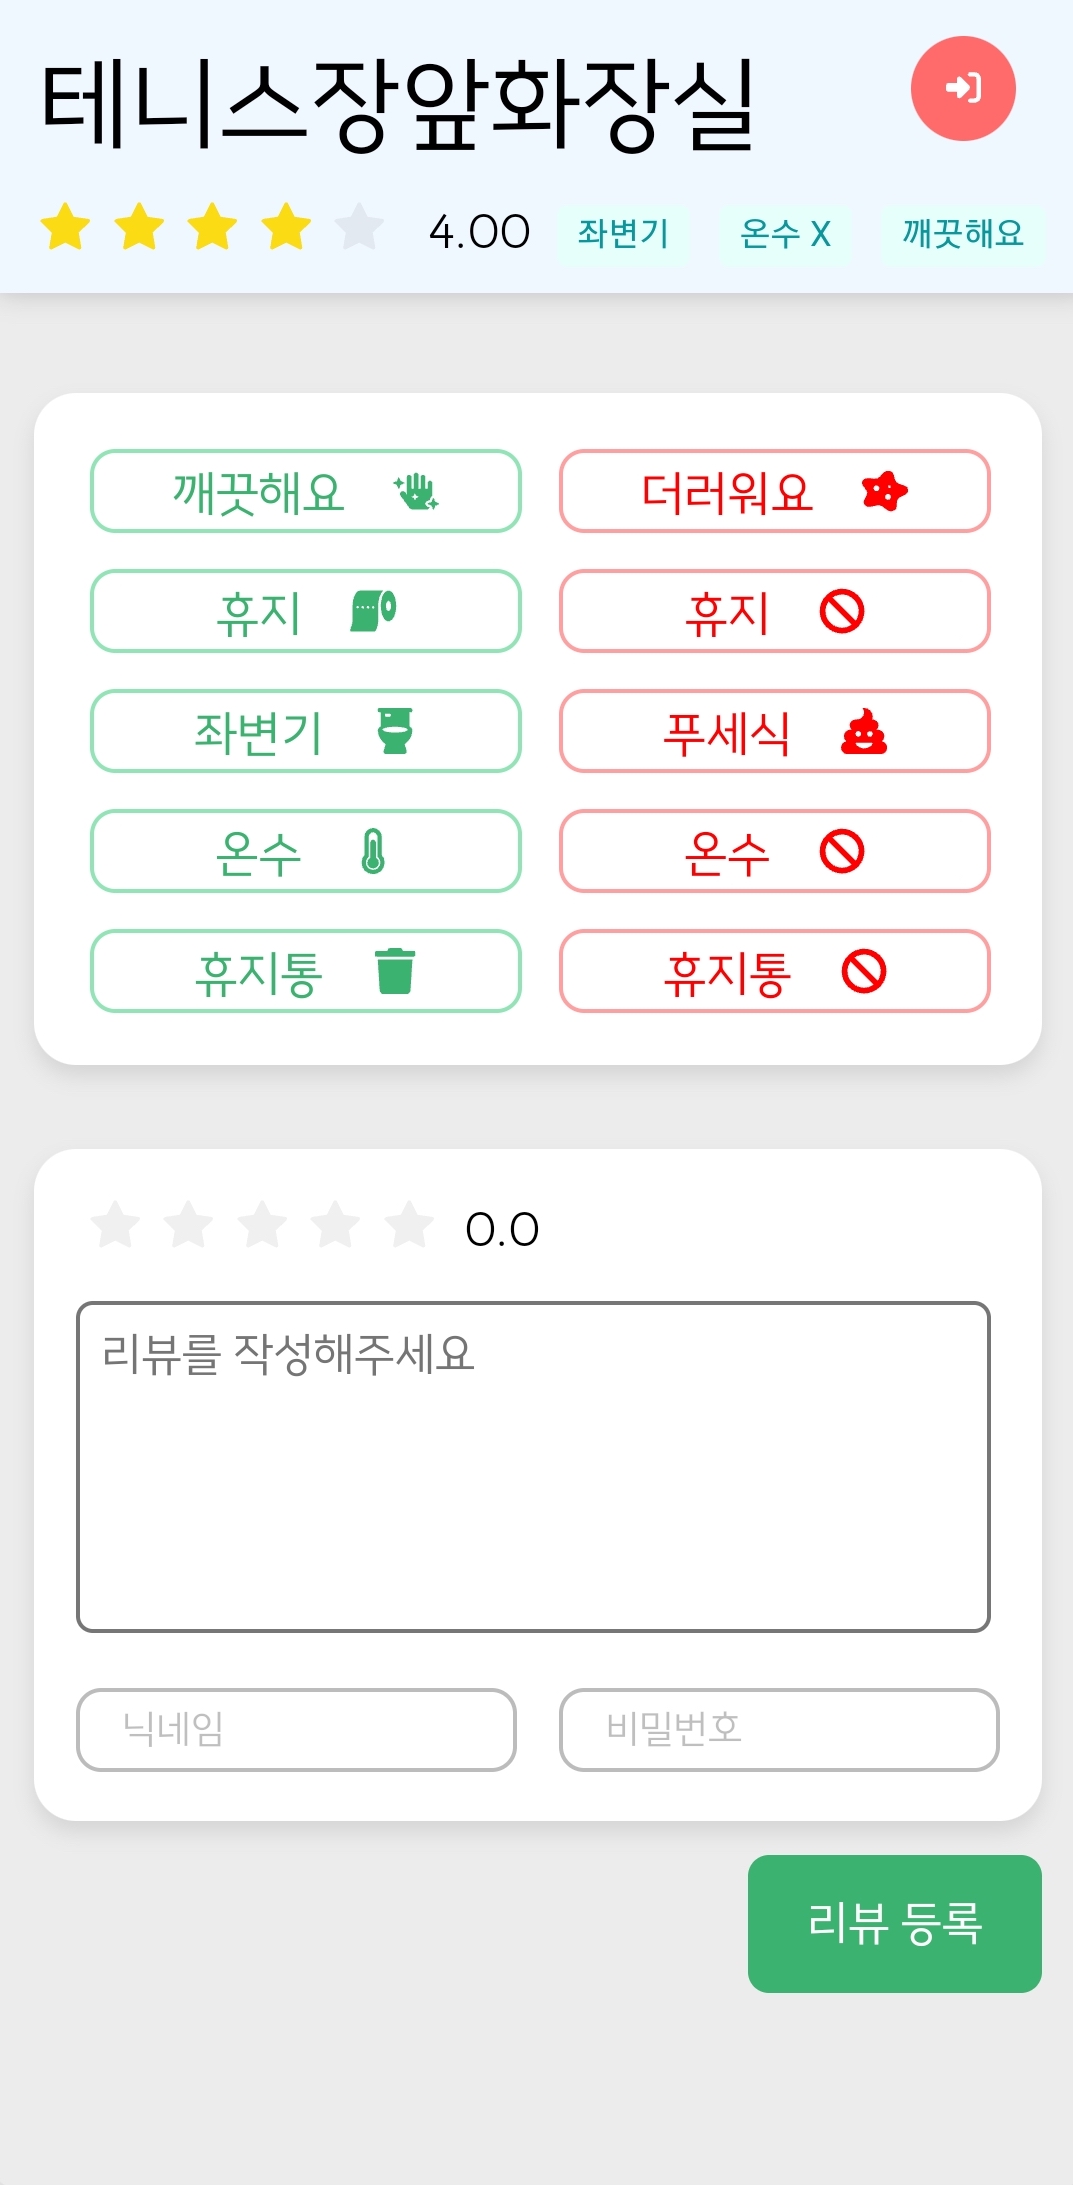 테니스장앞화장실
4.00 좌변기 온수 X 깨끗해요
깨끗해요 더러워요
휴지 휴지
좌변기 푸세식
온수 온수
휴지통 휴지통
0.0
리뷰를 작성해주세요
닉네임 비밀번호
리뷰 등록